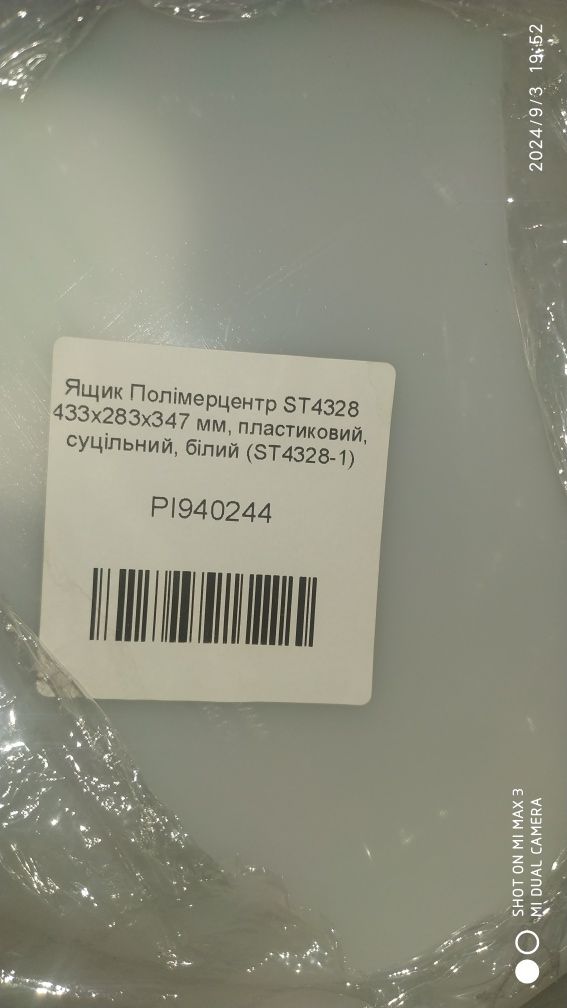 Ящик Полімерцентр ST4328
433х283х347 мм, пластиковий,
суцільний, білий (ST4328-1)
PI940244
2024/9/3 19:52
SHOT ON MI MAX 3
MI DUAL CAMERA